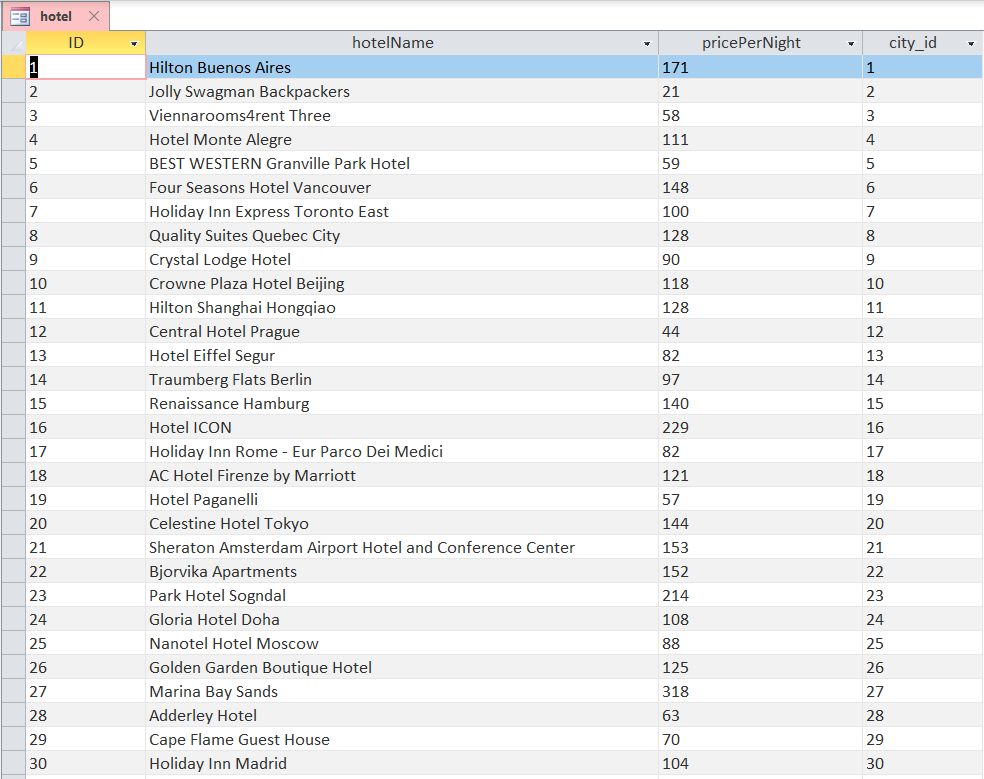 hotel
ID hotelName pricePerNight city_id
1 Hilton Buenos Aires 171 1
2 Jolly Swagman Backpackers 21 2
3 Viennarooms4rent Three 58 3
4 Hotel Monte Alegre 111 4
5 BEST WESTERN Granville Park Hotel 59 5
6 Four Seasons Hotel Vancouver 148 6
7 Holiday Inn Express Toronto East 100 7
8 Quality Suites Quebec City 128 8
9 Crystal Lodge Hotel 90 9
10 Crowne Plaza Hotel Beijing 118 10
11 Hilton Shanghai Hongqiao 128 11
12 Central Hotel Prague 44 12
13 Hotel Eiffel Segur 82 13
14 Traumberg Flats Berlin 97 14
15 Renaissance Hamburg 140 15
16 Hotel ICON 229 16
17 Holiday Inn Rome - Eur Parco Dei Medici 82 17
18 AC Hotel Firenze by Marriott 121 18
19 Hotel Paganelli 57 19
20 Celestine Hotel Tokyo 144 20
21 Sheraton Amsterdam Airport Hotel and Conference Center 153 21
22 Bjorvika Apartments 152 22
23 Park Hotel Sogndal 214 23
24 Gloria Hotel Doha 108 24
25 Nanotel Hotel Moscow 88 25
26 Golden Garden Boutique Hotel 125 26
27 Marina Bay Sands 318 27
28 Adderley Hotel 63 28
29 Cape Flame Guest House 70 29
30 Holiday Inn Madrid 104 30